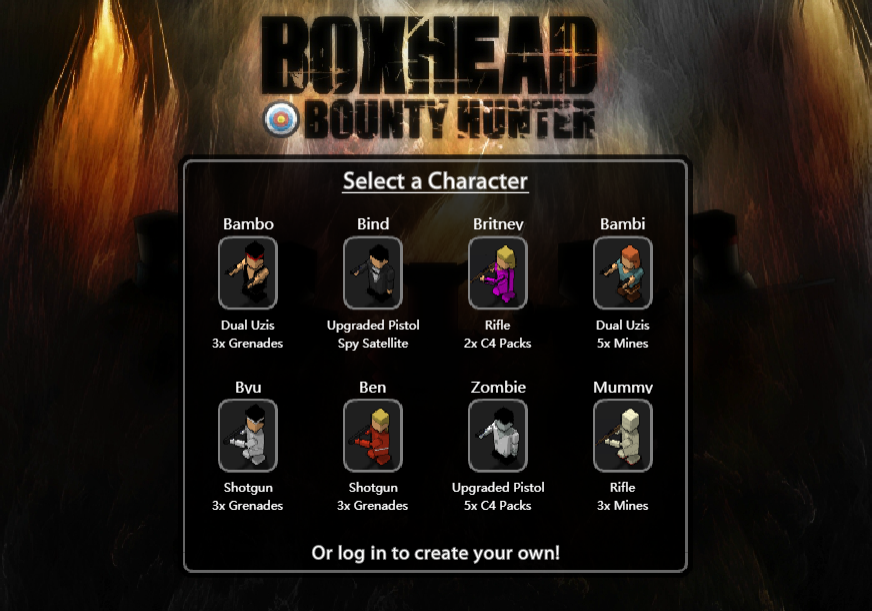 BOXHEAD
BOUNTY HUNTER
Select a Character
Bambo Bind Britney Bambi
Dual Uzis Upgraded Pistol Rifle Dual Uzis
3x Grenades Spy Satellite 2x C4 Packs 5x Mines
Byu Ben Zombie Mummy
Shotgun Shotgun Upgraded Pistol Rifle
3x Grenades 3x Grenades 5x C4 Packs 3x Mines
Or log in to create your own!